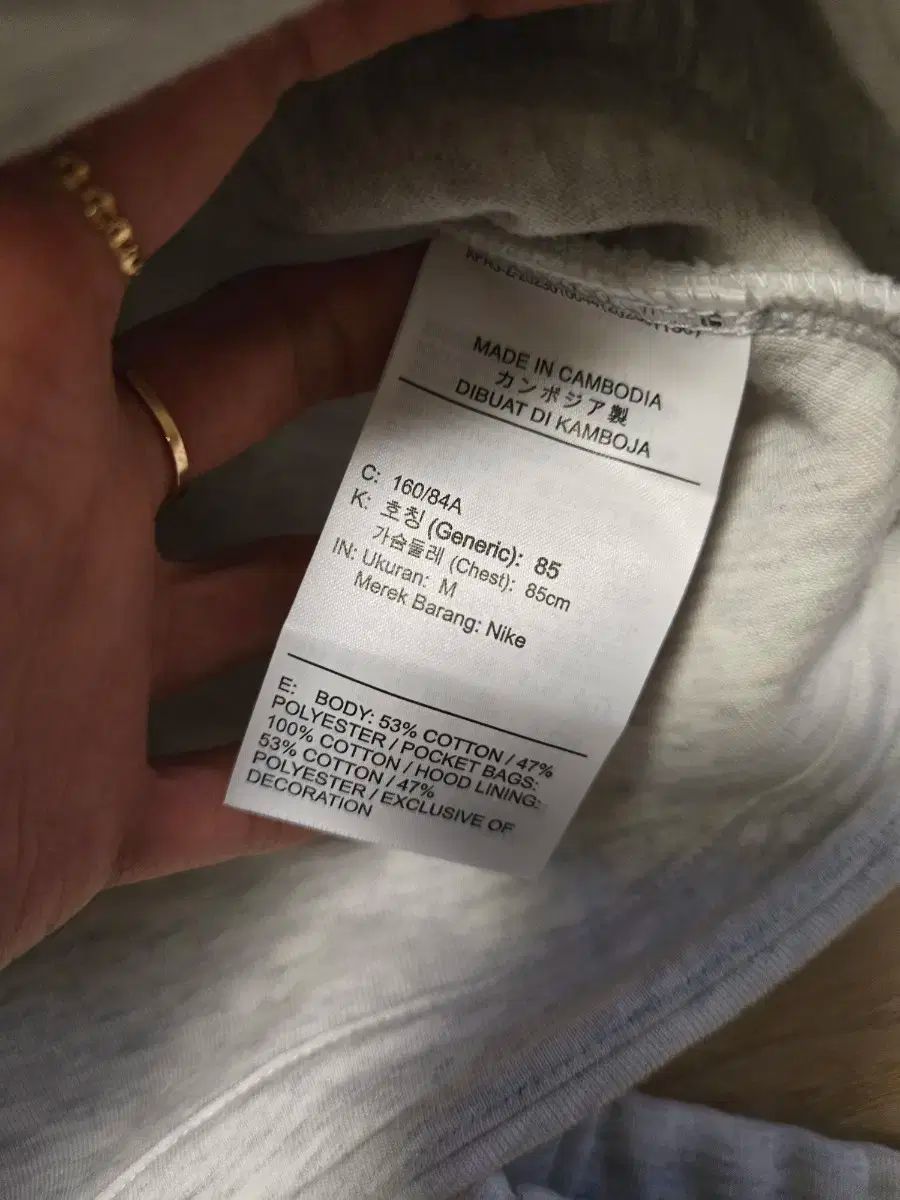 MADE IN CAMBODIA
カンボジア製
DIBUAT DI KAMBOJA
C: 160/84A
K: 호칭 (Generic): 85
가슴둘레 (Chest): 85cm
IN: Ukuran: M
Merek Barang: Nike
E: BODY: 53% COTTON / 47%
POLYESTER / POCKET BAGS:
100% COTTON / HOOD LINING:
53% COTTON / 47%
POLYESTER / EXCLUSIVE OF
DECORATION